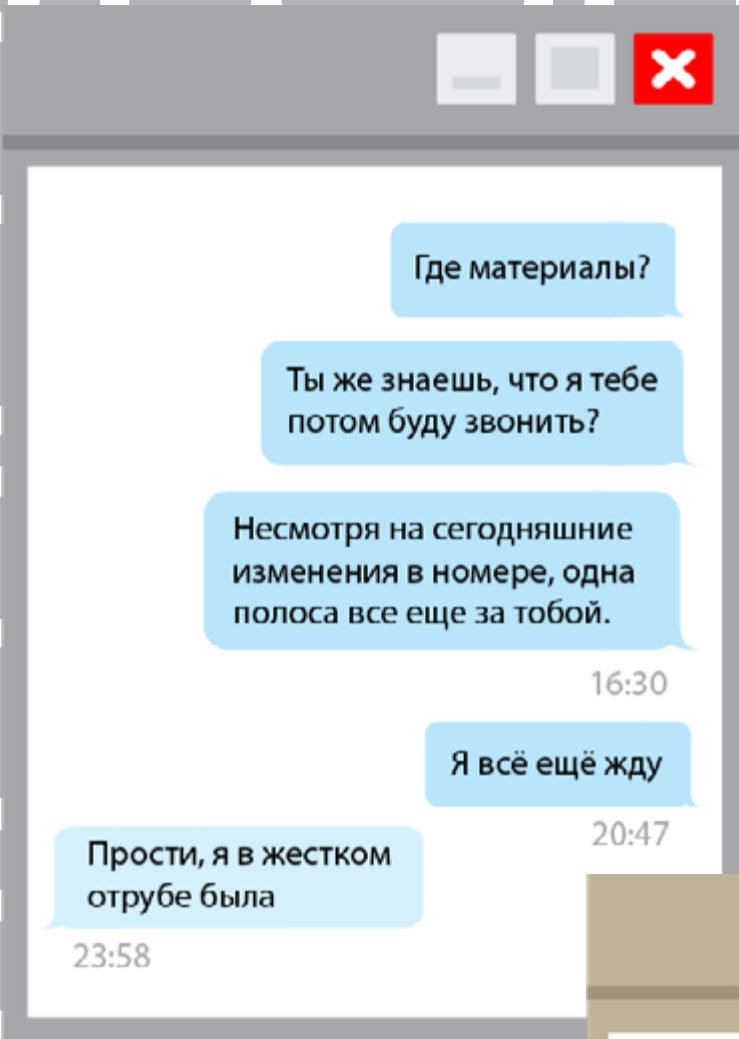 Где материалы?
Ты же знаешь, что я тебе
потом буду звонить?
Несмотря на сегодняшние
изменения в номере, одна
полоса все еще за тобой.
16:30
Я всё ещё жду
20:47
Прости, я в жестком
отрубе была
23:58